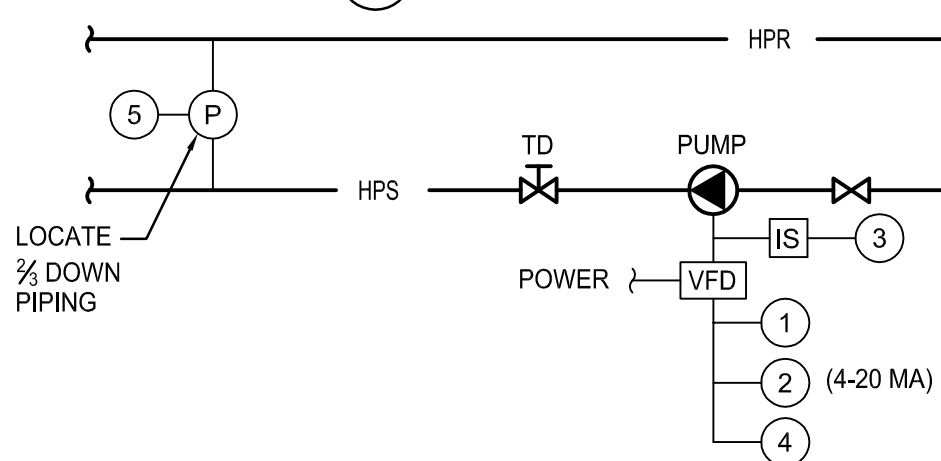 HPR
5
P
TD
PUMP
HPS
LOCATE
⅔ DOWN
PIPING
IS
3
POWER
VFD
1
2
(4-20 MA)
4